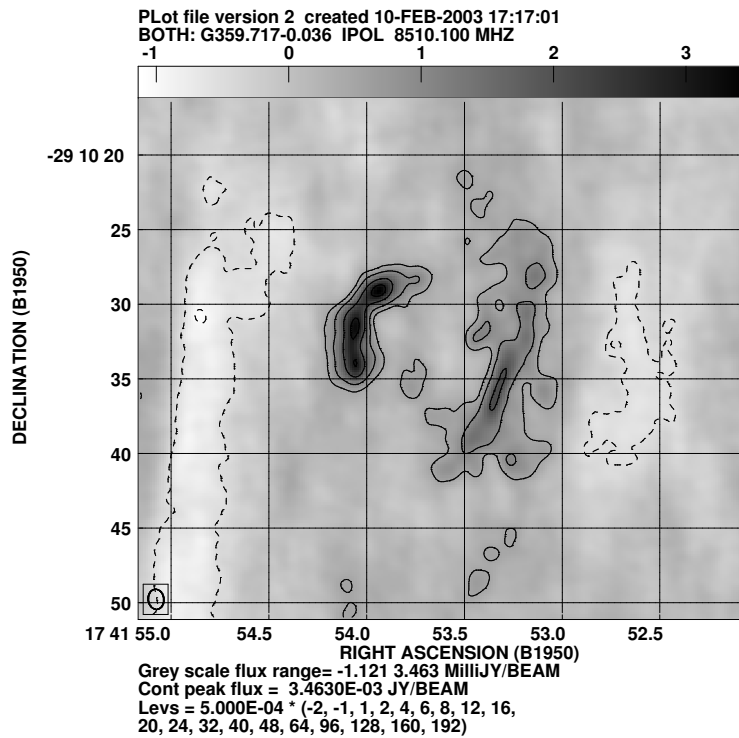 PLot file version 2 created 10-FEB-2003 17:17:01
BOTH: G359.717-0.036 IPOL 8510.100 MHZ
-1 0 1 2 3
-29 10 20
25
30
35
40
45
50
DECLINATION (B1950)
17 41 55.0 54.5 54.0 53.5 53.0 52.5
RIGHT ASCENSION (B1950)
Grey scale flux range= -1.121 3.463 MilliJY/BEAM
Cont peak flux = 3.4630E-03 JY/BEAM
Levs = 5.000E-04 * (-2, -1, 1, 2, 4, 6, 8, 12, 16,
20, 24, 32, 40, 48, 64, 96, 128, 160, 192)